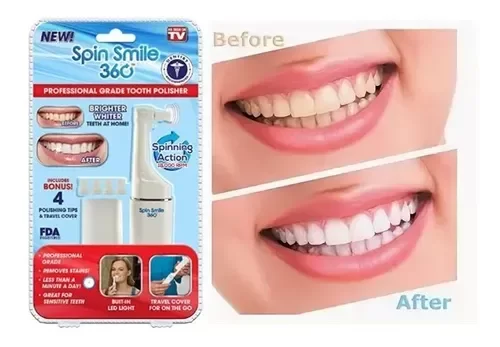 NEW!
AS SEEN ON
TV
Spin Smile
360
PROFESSIONAL GRADE TOOTH POLISHER
BEFORE
BRIGHTER
WHITER
TEETH AT HOME!
AFTER
Spinning
Action
INCLUDES
BONUS!
4
POLISHING TIPS
& TRAVEL COVER
Spin Smile
360
FDA
• PROFESSIONAL
GRADE
• REMOVES STAINS!
• LESS THAN A
MINUTE A DAY!
• GREAT FOR
SENSITIVE TEETH
BUILT-IN
LED LIGHT
TRAVEL COVER
FOR ON THE GO
Before
After